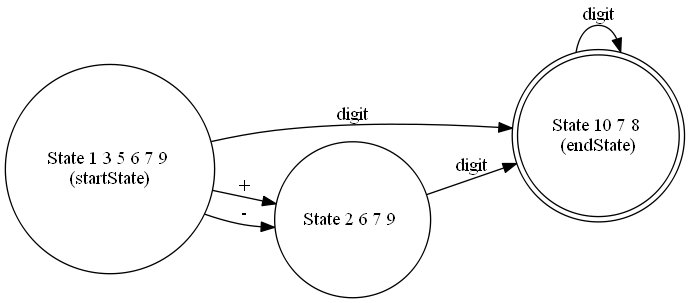 digit
State 1 3 5 6 7 9
(startState)
digit
State 10 7 8
(endState)
+
-
digit
State 2 6 7 9